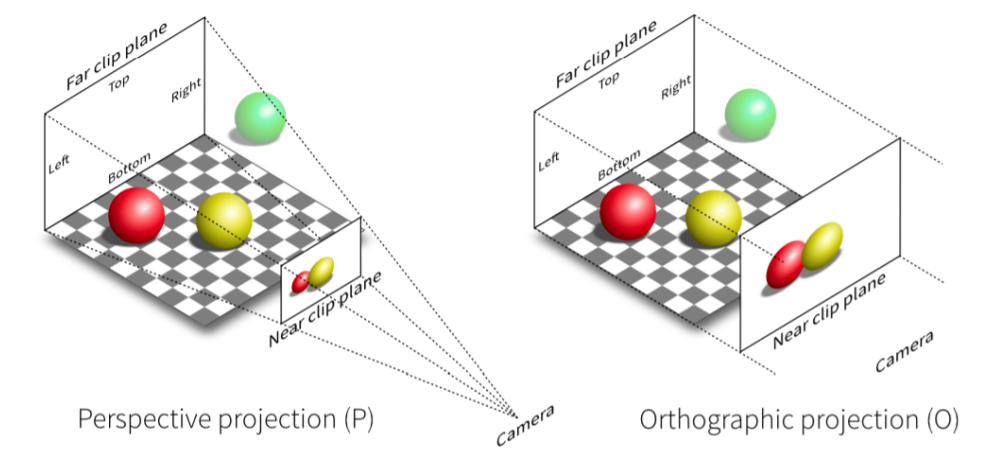 Far clip plane
Top
Right
Left
Bottom
Near clip plane
Camera
Perspective projection (P)
Far clip plane
Top
Right
Left
Bottom
Near clip plane
Camera
Orthographic projection (O)